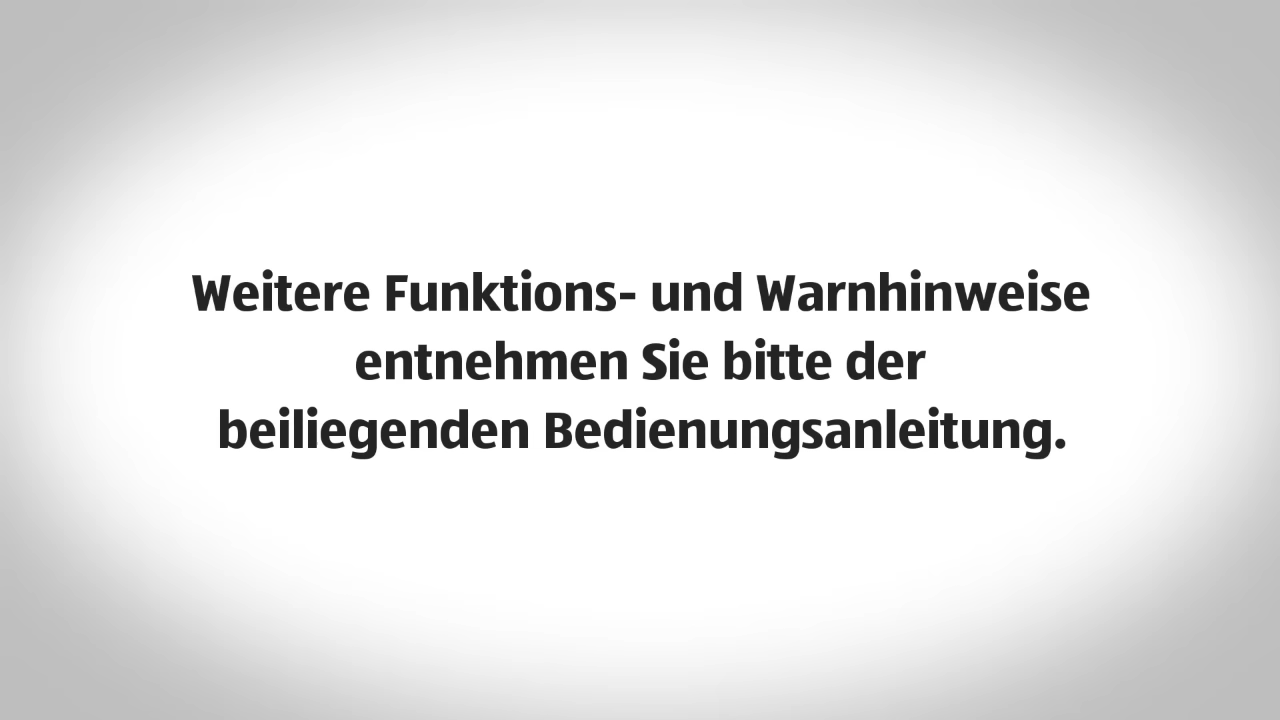 Weitere Funktions- und Warnhinweise
entnehmen Sie bitte der
beiliegenden Bedienungsanleitung.